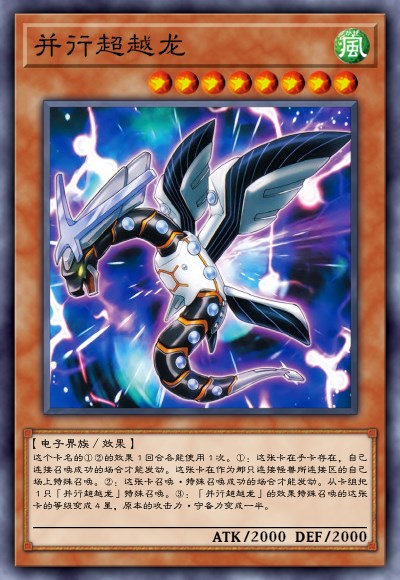 并行超越龙
風
【电子界族/效果】
这个卡名的①②的效果1回合各能使用1次。①：这张卡在手卡存在，自己
连接召唤成功的场合才能发动。这张卡在作为那只连接怪兽所连接区的自己
场上特殊召唤。②：这张卡召唤·特殊召唤成功的场合才能发动。从卡组把
1只「并行超越龙」特殊召唤。③：「并行超越龙」的效果特殊召唤的这张
卡的等级变成4星，原本的攻击力·守备力变成一半。
ATK/2000 DEF/2000